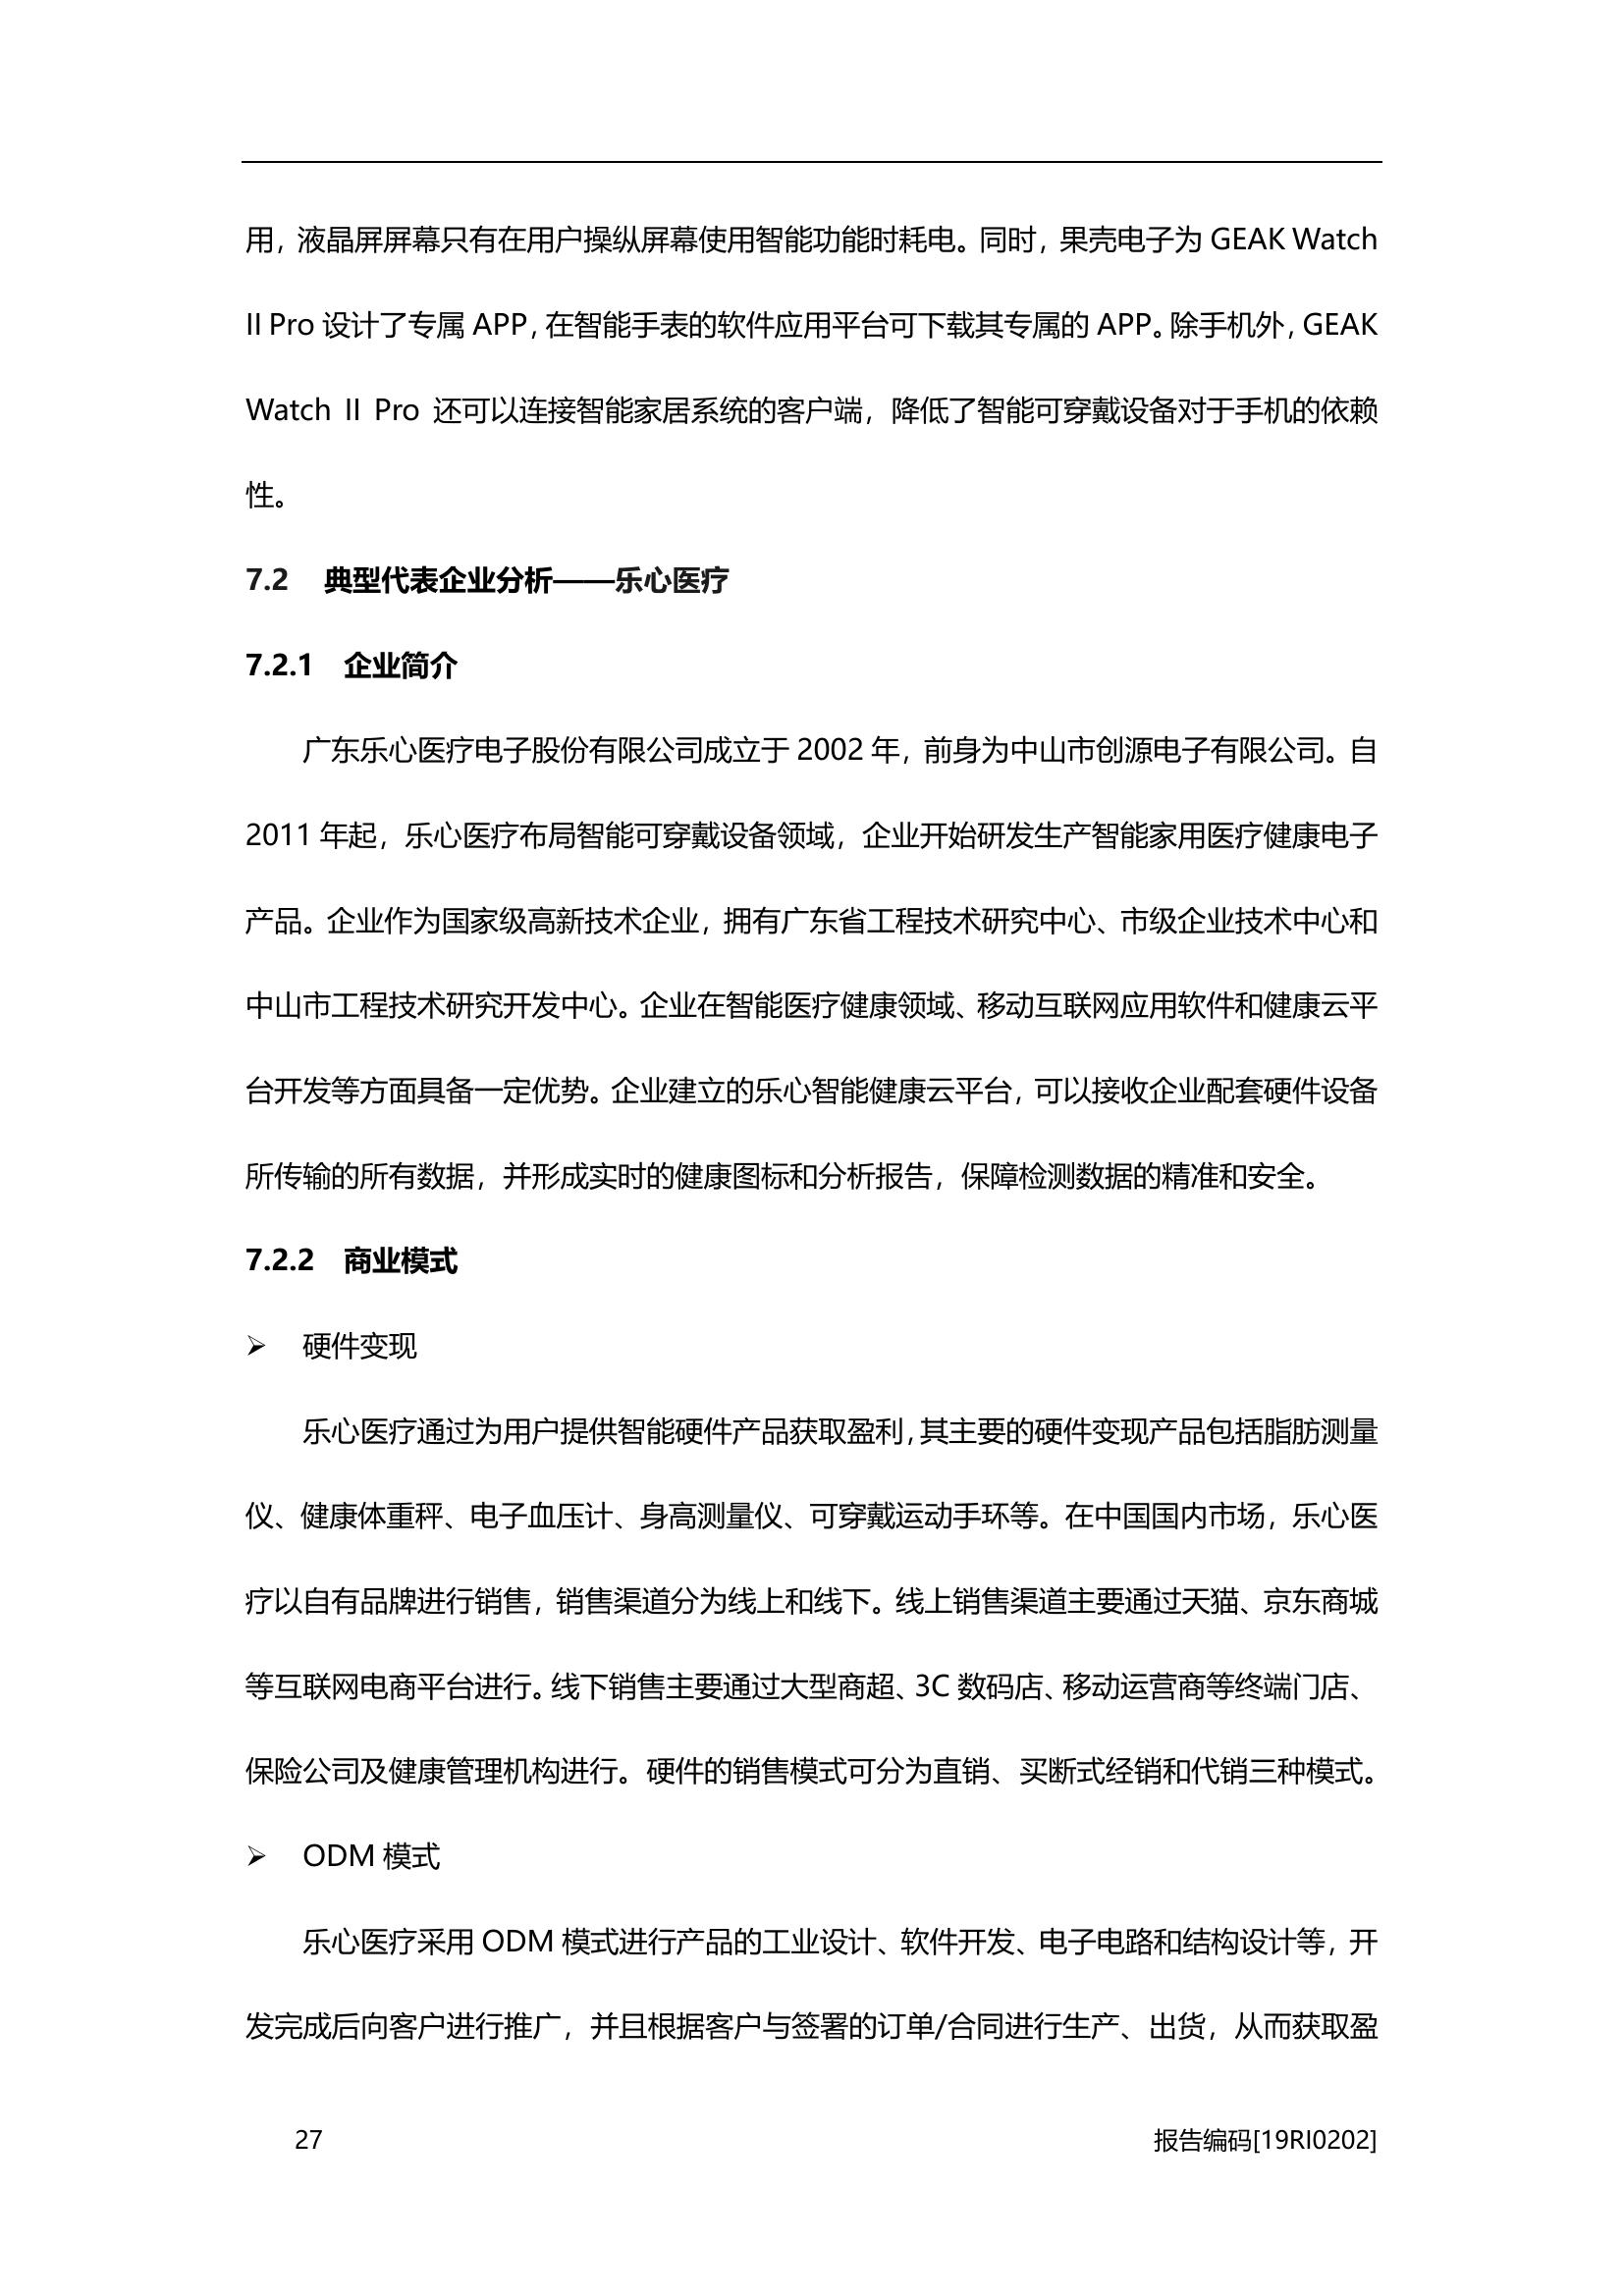 用，液晶屏屏幕只有在用户操纵屏幕使用智能功能时耗电。同时，果壳电子为 GEAK Watch
II Pro 设计了专属 APP，在智能手表的软件应用平台可下载其专属的 APP。除手机外，GEAK
Watch II Pro 还可以连接智能家居系统的客户端，降低了智能可穿戴设备对于手机的依赖
性。
7.2 典型代表企业分析——乐心医疗
7.2.1 企业简介
广东乐心医疗电子股份有限公司成立于 2002 年，前身为中山市创源电子有限公司。自
2011 年起，乐心医疗布局智能可穿戴设备领域，企业开始研发生产智能家用医疗健康电子
产品。企业作为国家级高新技术企业，拥有广东省工程技术研究中心、市级企业技术中心和
中山市工程技术研究开发中心。企业在智能医疗健康领域、移动互联网应用软件和健康云平
台开发等方面具备一定优势。企业建立的乐心智能健康云平台，可以接收企业配套硬件设备
所传输的所有数据，并形成实时的健康图标和分析报告，保障检测数据的精准和安全。
7.2.2 商业模式
➢ 硬件变现
乐心医疗通过为用户提供智能硬件产品获取盈利，其主要的硬件变现产品包括脂肪测量
仪、健康体重秤、电子血压计、身高测量仪、可穿戴运动手环等。在中国国内市场，乐心医
疗以自有品牌进行销售，销售渠道分为线上和线下。线上销售渠道主要通过天猫、京东商城
等互联网电商平台进行。线下销售主要通过大型商超、3C 数码店、移动运营商等终端门店、
保险公司及健康管理机构进行。硬件的销售模式可分为直销、买断式经销和代销三种模式。
➢ ODM 模式
乐心医疗采用 ODM 模式进行产品的工业设计、软件开发、电子电路和结构设计等，开
发完成后向客户进行推广，并且根据客户与签署的订单/合同进行生产、出货，从而获取盈
27 报告编码[19RI0202]